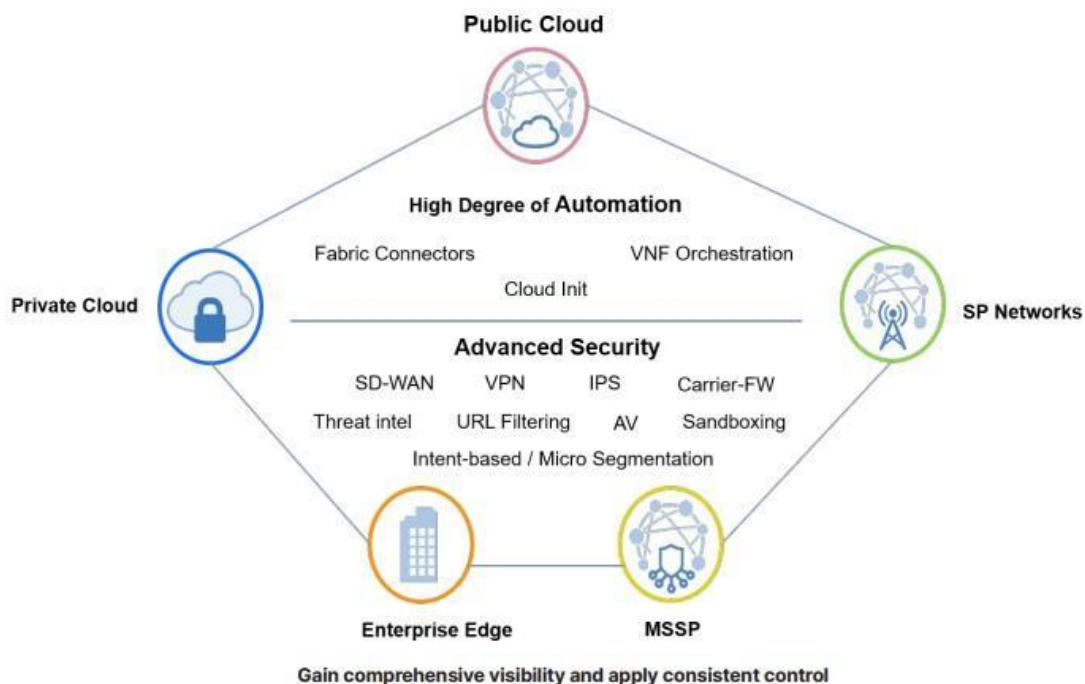 Public Cloud
High Degree of Automation
Fabric Connectors VNF Orchestration
Cloud Init
Private Cloud SP Networks
Advanced Security
SD-WAN VPN IPS Carrier-FW
Threat intel URL Filtering AV Sandboxing
Intent-based / Micro Segmentation
Enterprise Edge MSSP
Gain comprehensive visibility and apply consistent control